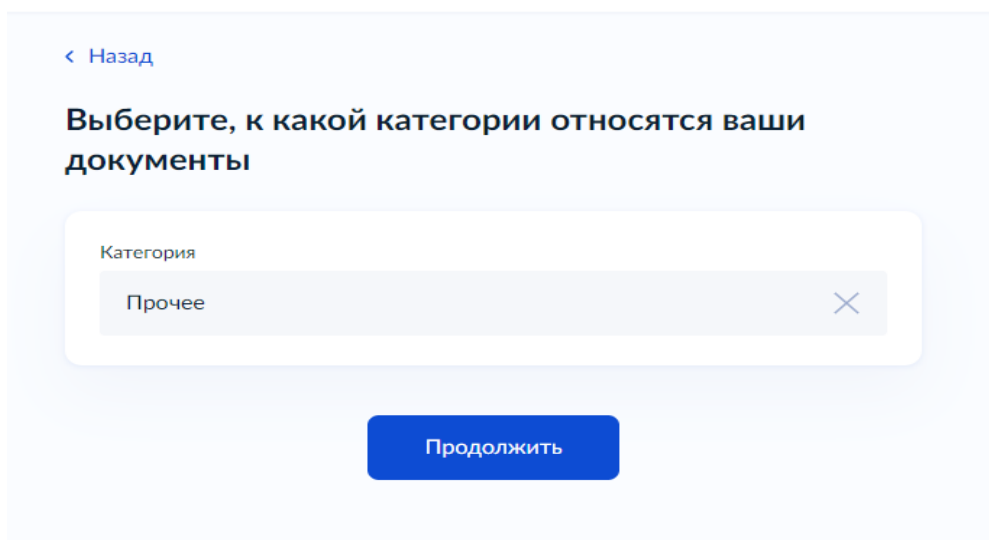 Назад
Выберите, к какой категории относятся ваши
документы
Категория
Прочее
Продолжить